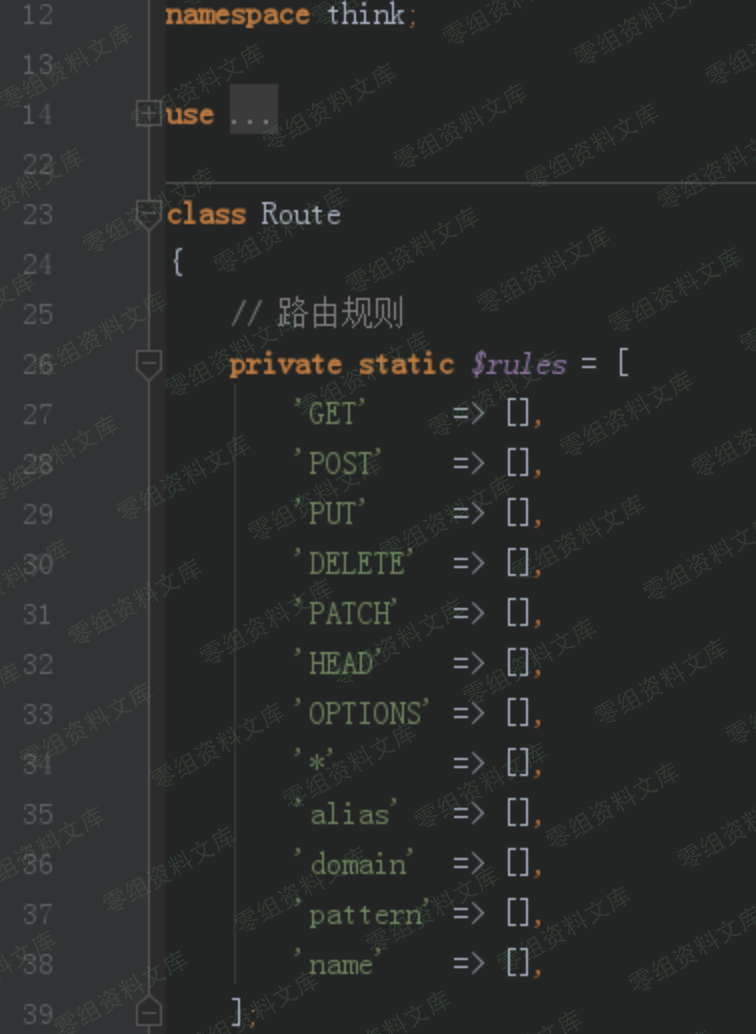 12 namespace think;
13
14 use ...
22
23 class Route
24 {
25 // 路由规则
26 private static $rules = [
27 'GET' => [],
28 'POST' => [],
29 'PUT' => [],
30 'DELETE' => [],
31 'PATCH' => [],
32 'HEAD' => [],
33 'OPTIONS' => [],
34 '*' => [],
35 'alias' => [],
36 'domain' => [],
37 'pattern' => [],
38 'name' => [],
39 ];
零组资料文库